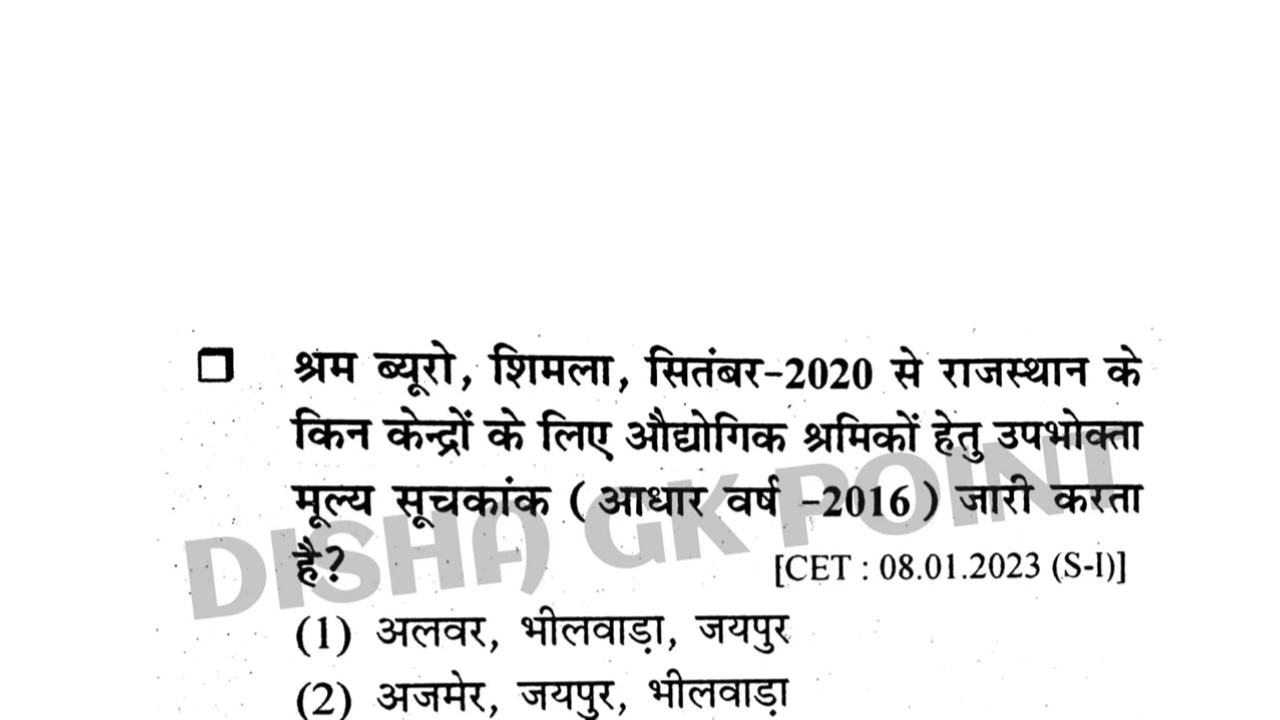 श्रम ब्यूरो, शिमला, सितंबर-2020 से राजस्थान के
किन केन्द्रों के लिए औद्योगिक श्रमिकों हेतु उपभोक्ता
मूल्य सूचकांक (आधार वर्ष -2016) जारी करता
है? [CET : 08.01.2023 (S-I)]
DISHA GK POINT
(1) अलवर, भीलवाड़ा, जयपुर
(2) अजमेर, जयपुर, भीलवाड़ा